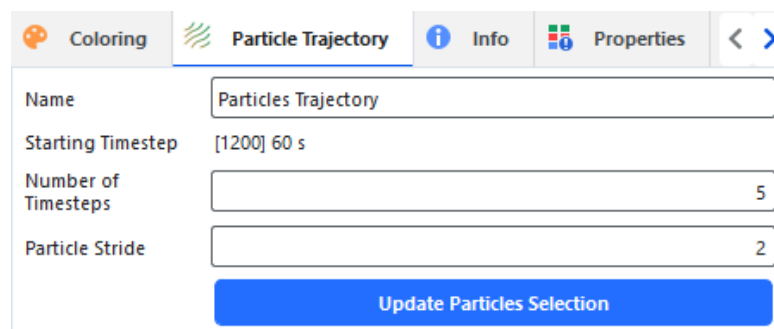 Coloring Particle Trajectory Info Properties
Name Particles Trajectory
Starting Timestep [1200] 60 s
Number of
Timesteps 5
Particle Stride 2
Update Particles Selection